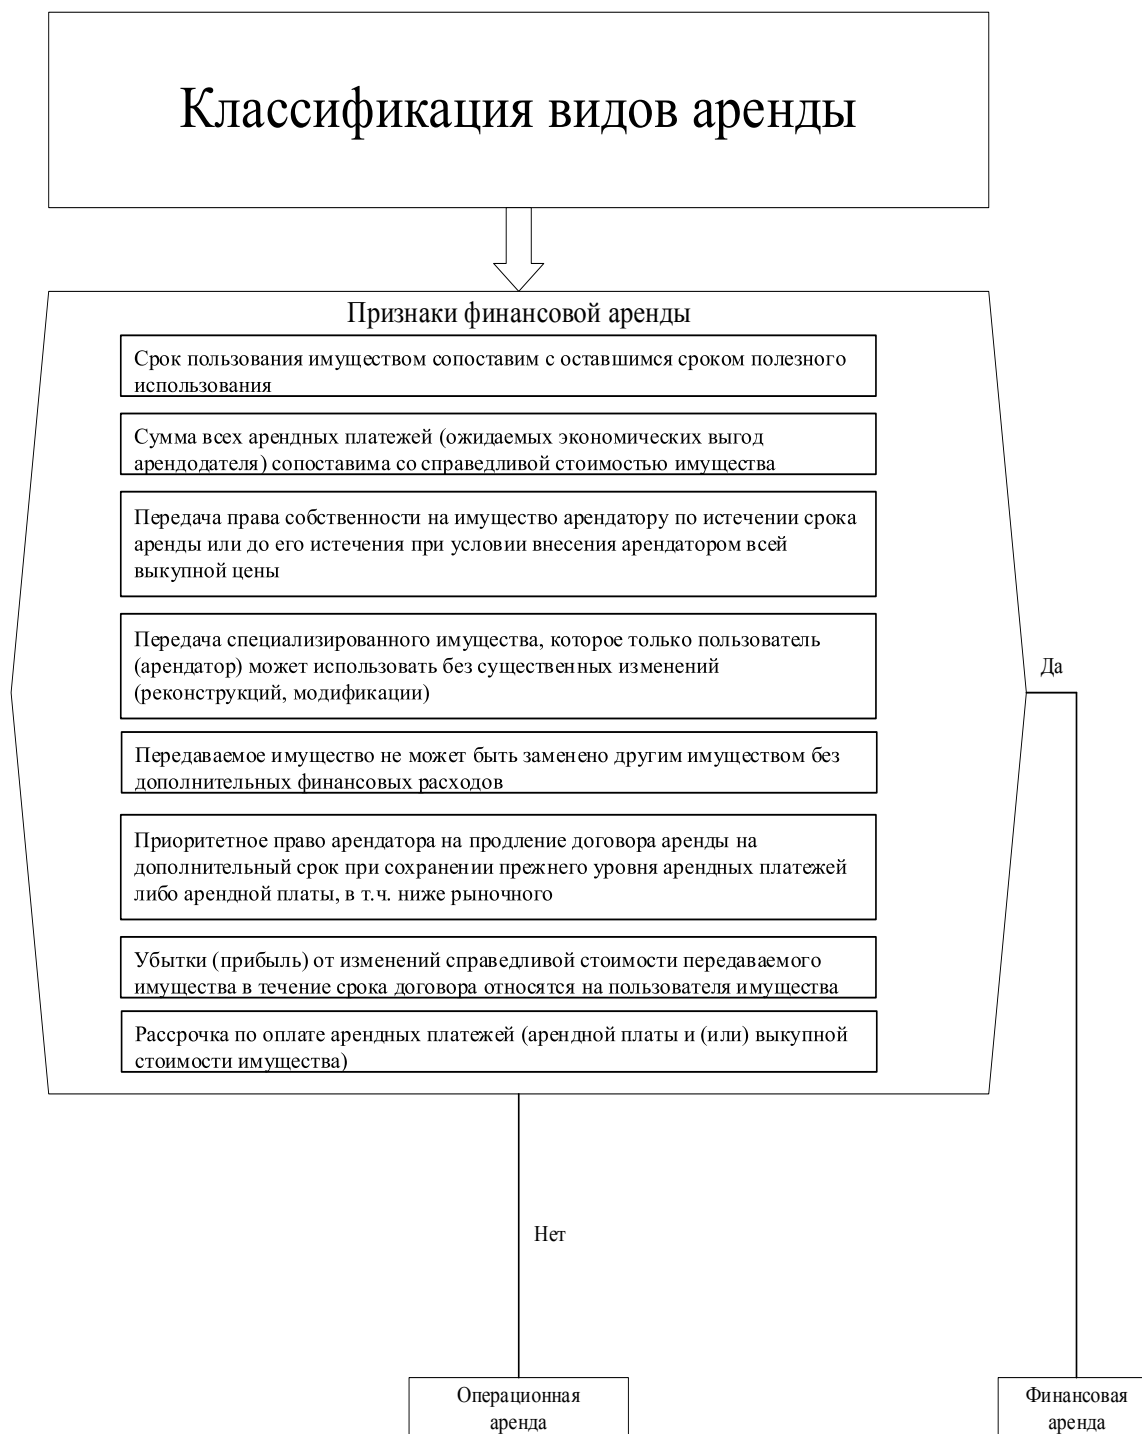 Классификация видов аренды
Признаки финансовой аренды
Срок пользования имуществом сопоставим с оставшимся сроком полезного
использования
Сумма всех арендных платежей (ожидаемых экономических выгод
арендодателя) сопоставима со справедливой стоимостью имущества
Передача права собственности на имущество арендатору по истечении срока
аренды или до его истечения при условии внесения арендатором всей
выкупной цены
Передача специализированного имущества, которое только пользователь
(арендатор) может использовать без существенных изменений
(реконструкций, модификации)
Да
Передаваемое имущество не может быть заменено другим имуществом без
дополнительных финансовых расходов
Приоритетное право арендатора на продление договора аренды на
дополнительный срок при сохранении прежнего уровня арендных платежей
либо арендной платы, в т.ч. ниже рыночного
Убытки (прибыль) от изменений справедливой стоимости передаваемого
имущества в течение срока договора относятся на пользователя имущества
Рассрочка по оплате арендных платежей (арендной платы и (или) выкупной
стоимости имущества)
Нет
Операционная
аренда
Финансовая
аренда